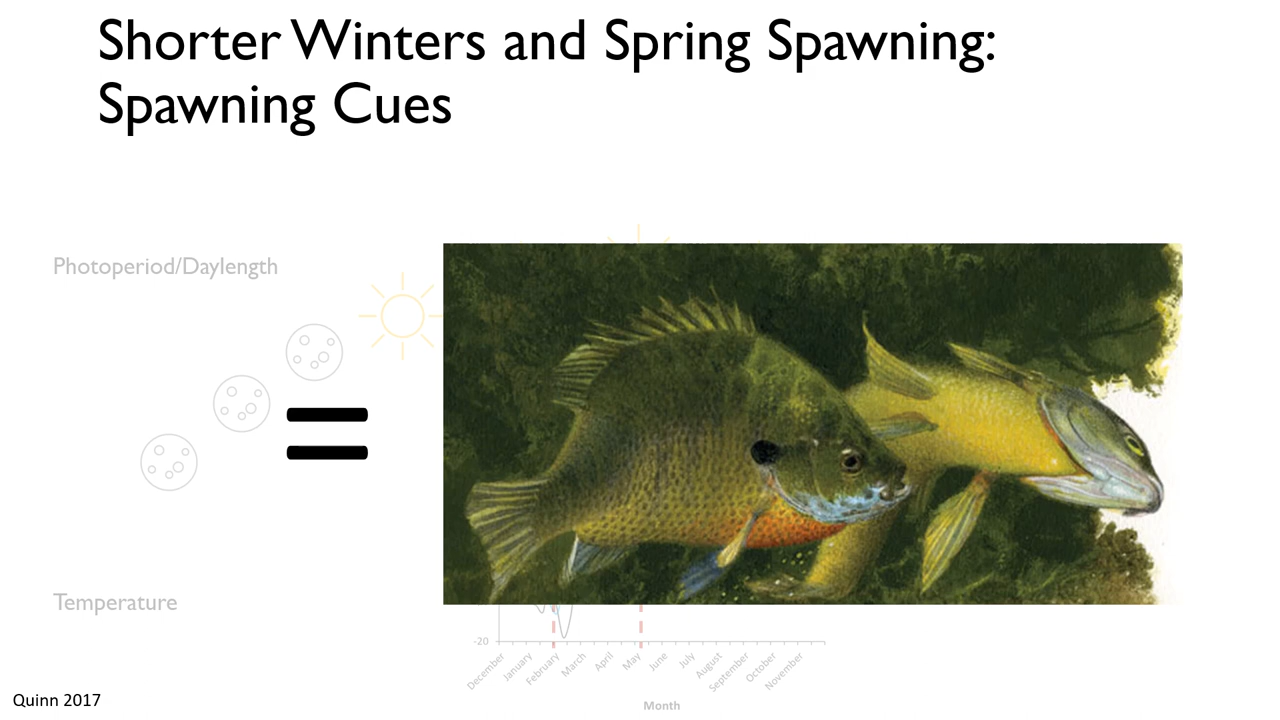 Shorter Winters and Spring Spawning:
Spawning Cues
Photoperiod/Daylength
Temperature
-20
December
January
February
March
April
May
June
July
August
September
October
November
Month
Quinn 2017